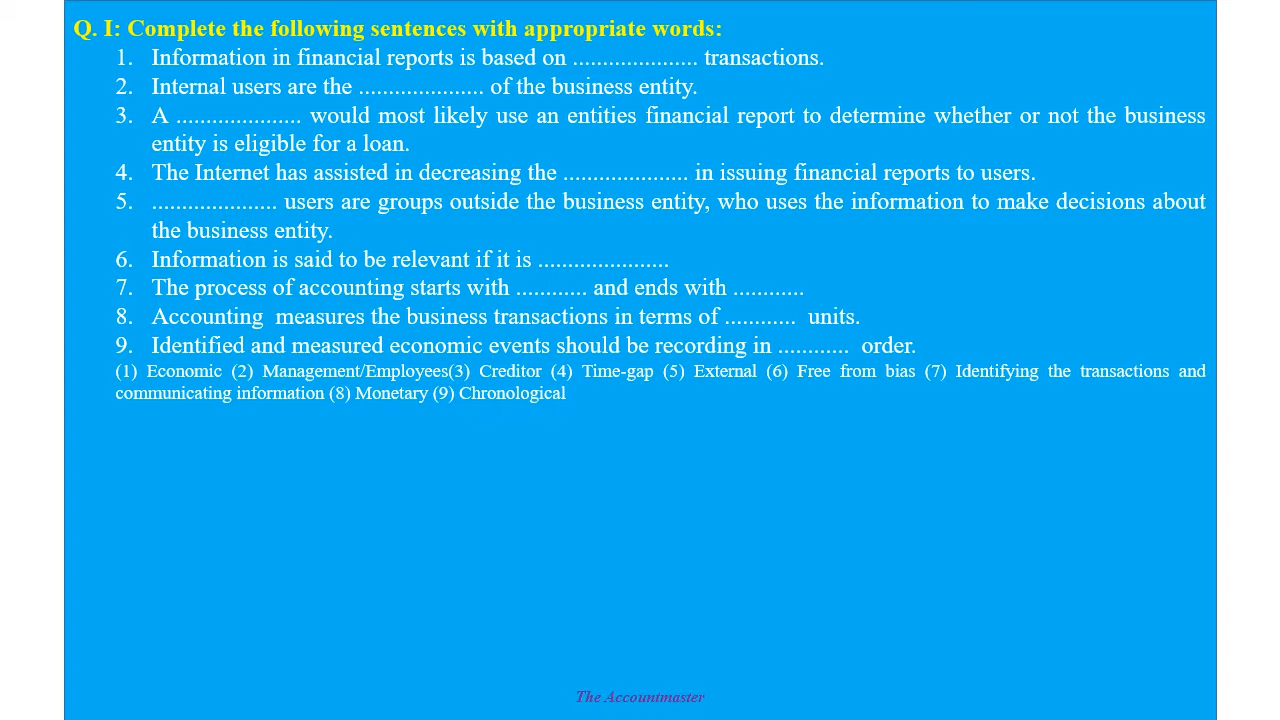 Q. I: Complete the following sentences with appropriate words:
1. Information in financial reports is based on ..................... transactions.
2. Internal users are the ..................... of the business entity.
3. A ..................... would most likely use an entities financial report to determine whether or not the business
entity is eligible for a loan.
4. The Internet has assisted in decreasing the ..................... in issuing financial reports to users.
5. ..................... users are groups outside the business entity, who uses the information to make decisions about
the business entity.
6. Information is said to be relevant if it is ......................
7. The process of accounting starts with ............ and ends with ............
8. Accounting measures the business transactions in terms of ............ units.
9. Identified and measured economic events should be recording in ............ order.
(1) Economic (2) Management/Employees(3) Creditor (4) Time-gap (5) External (6) Free from bias (7) Identifying the transactions and
communicating information (8) Monetary (9) Chronological
The Accountmaster